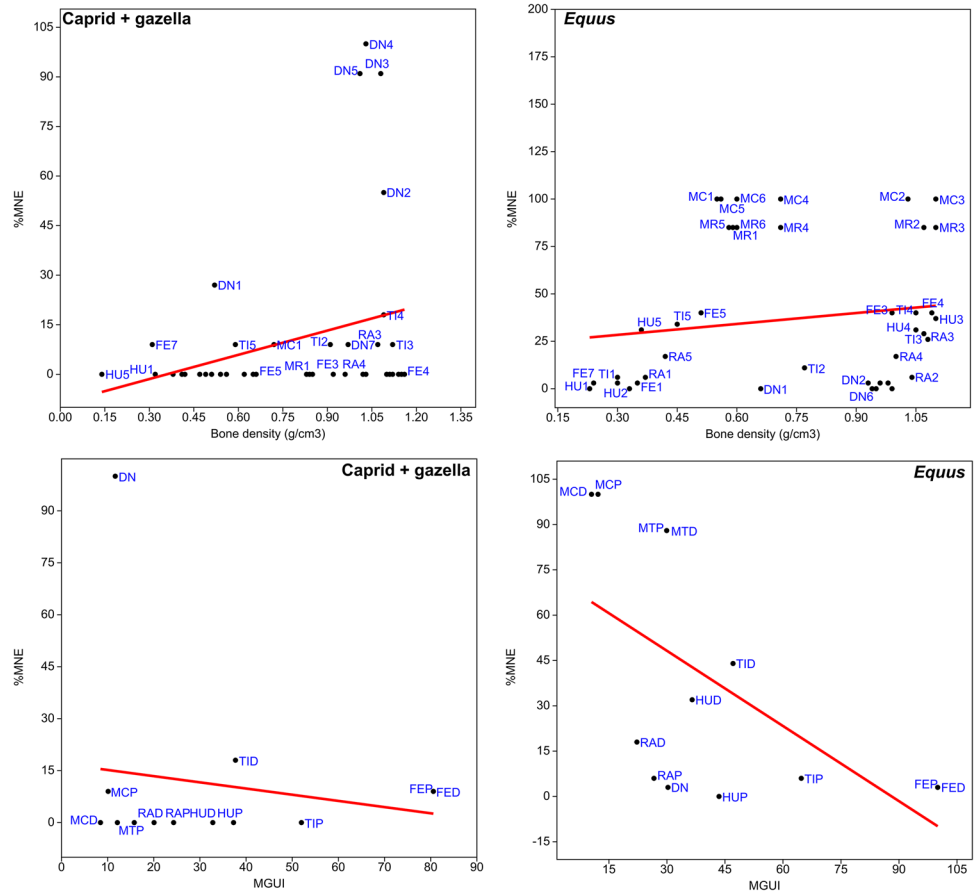 Caprid + gazella
105
90
75
60
45
30
15
0
%MNE
DN4
DN5
DN3
DN2
DN1
TI4
FE7
TI5
MC1
TI2
RA3
DN7
TI3
HU5
HU1
FE5
MR1
FE3
RA4
FE4
0.00
0.15
0.30
0.45
0.60
0.75
0.90
1.05
1.20
1.35
Bone density (g/cm3)
Equus
200
175
150
125
100
75
50
25
0
%MNE
MC1
MC5
MC6
MC4
MC2
MC3
MR5
MR6
MR1
MR4
MR2
MR3
HU5
TI5
FE5
FE3
TI4
FE4
HU3
HU4
TI3
RA3
RA5
RA4
FE7
TI1
RA1
TI2
RA2
HU1
HU2
FE1
DN1
DN2
DN6
0.15
0.30
0.45
0.60
0.75
0.90
1.05
Bone density (g/cm3)
Caprid + gazella
105
90
75
60
45
30
15
0
%MNE
DN
TID
MCP
FEP
FED
MCD
MTP
RAD
RAP
HUD
HUP
TIP
0
10
20
30
40
50
60
70
80
90
MGUI
Equus
105
90
75
60
45
30
15
0
-15
%MNE
MCD
MCP
MTP
MTD
TID
HUD
RAD
RAP
DN
HUP
TIP
FEP
FED
15
30
45
60
75
90
105
MGUI